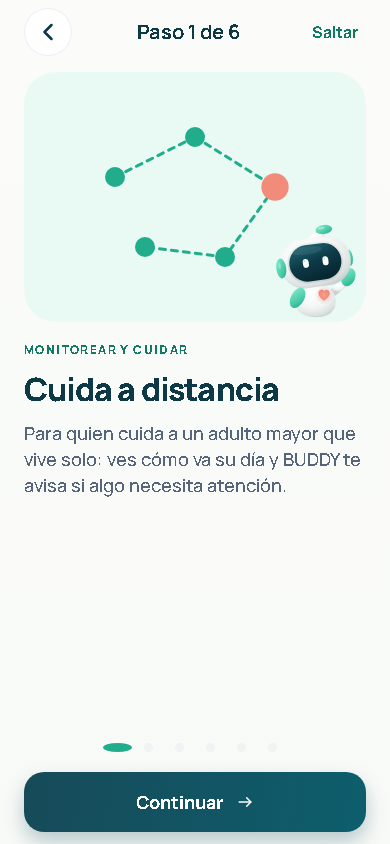 Paso 1 de 6
Saltar
MONITOREAR Y CUIDAR
Cuida a distancia
Para quien cuida a un adulto mayor que
vive solo: ves cómo va su día y BUDDY te
avisa si algo necesita atención.
Continuar →